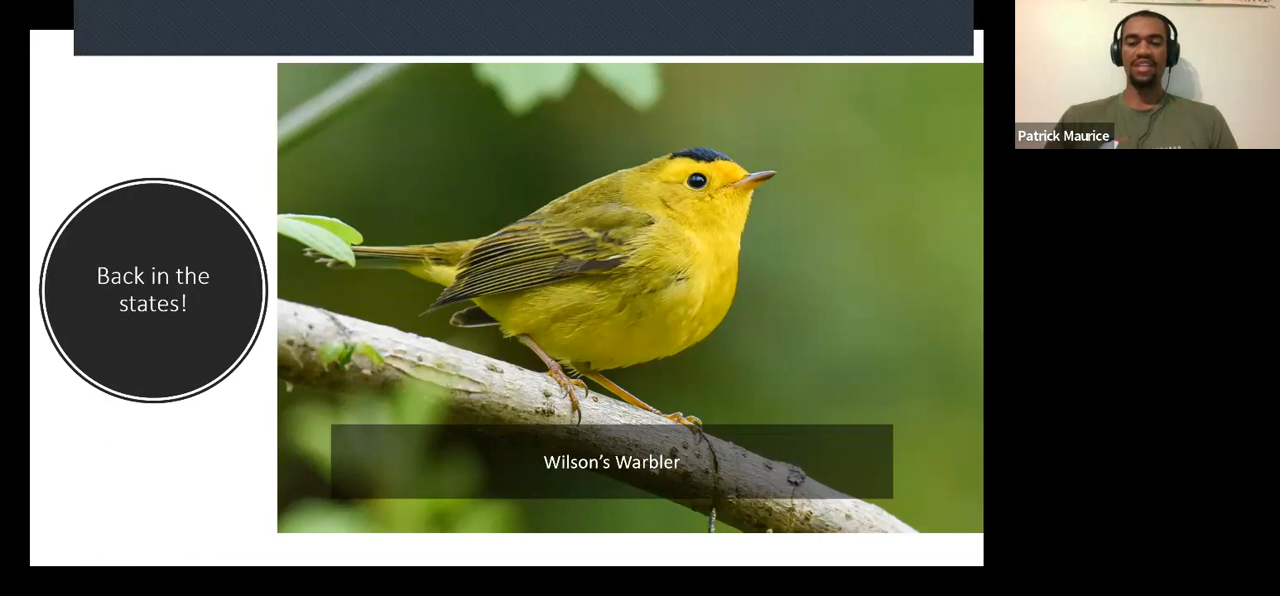 Back in the
states!
Wilson’s Warbler
Patrick Maurice